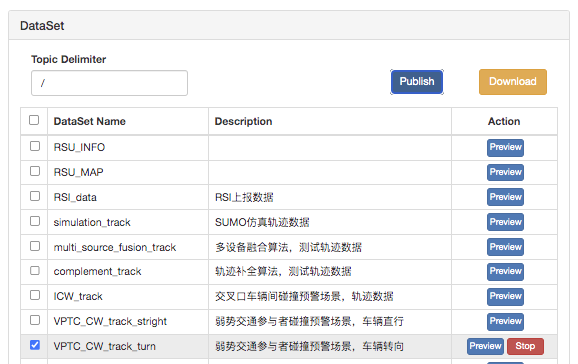 DataSet
Topic Delimiter
/
Publish
Download
DataSet Name Description Action
RSU_INFO Preview
RSU_MAP Preview
RSI_data RSI上报数据 Preview
simulation_track SUMO仿真轨迹数据 Preview
multi_source_fusion_track 多设备融合算法，测试轨迹数据 Preview
complement_track 轨迹补全算法，测试轨迹数据 Preview
ICW_track 交叉口车辆间碰撞预警场景，轨迹数据 Preview
VPTC_CW_track_stright 弱势交通参与者碰撞预警场景，车辆直行 Preview
VPTC_CW_track_turn 弱势交通参与者碰撞预警场景，车辆转向 Preview Stop